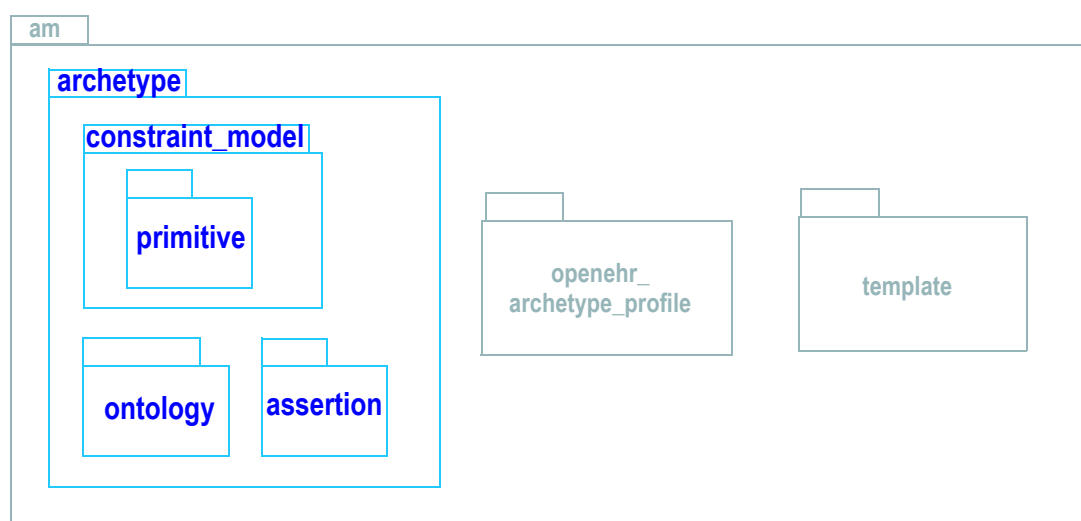 am
archetype
constraint_model
primitive
ontology
assertion
openehr_
archetype_profile
template